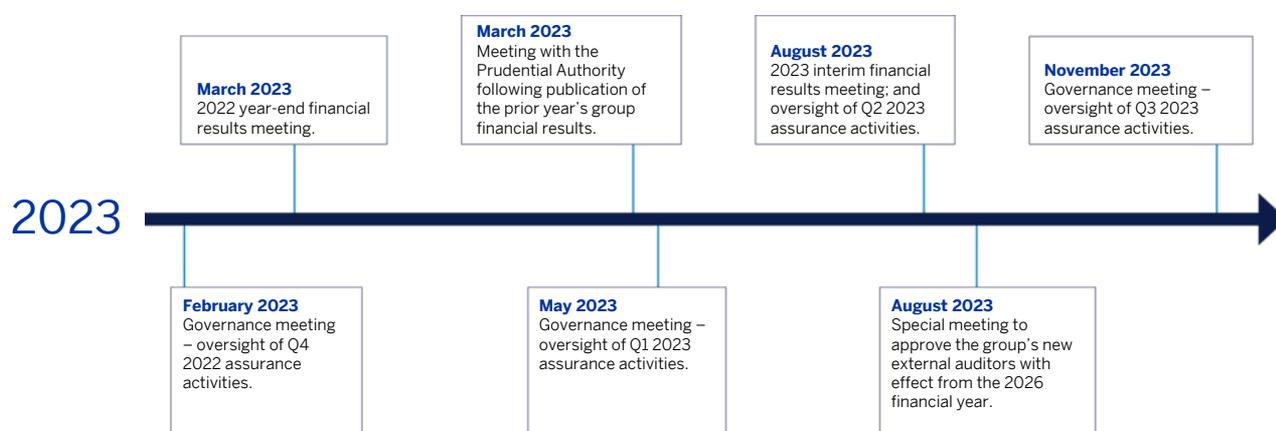 March 2023
2022 year-end financial
results meeting.
March 2023
Meeting with the
Prudential Authority
following publication of
the prior year's group
financial results.
August 2023
2023 interim financial
results meeting; and
oversight of Q2 2023
assurance activities.
November 2023
Governance meeting –
oversight of Q3 2023
assurance activities.
2023
February 2023
Governance meeting
– oversight of Q4
2022 assurance
activities.
May 2023
Governance meeting –
oversight of Q1 2023
assurance activities.
August 2023
Special meeting to
approve the group's new
external auditors with
effect from the 2026
financial year.